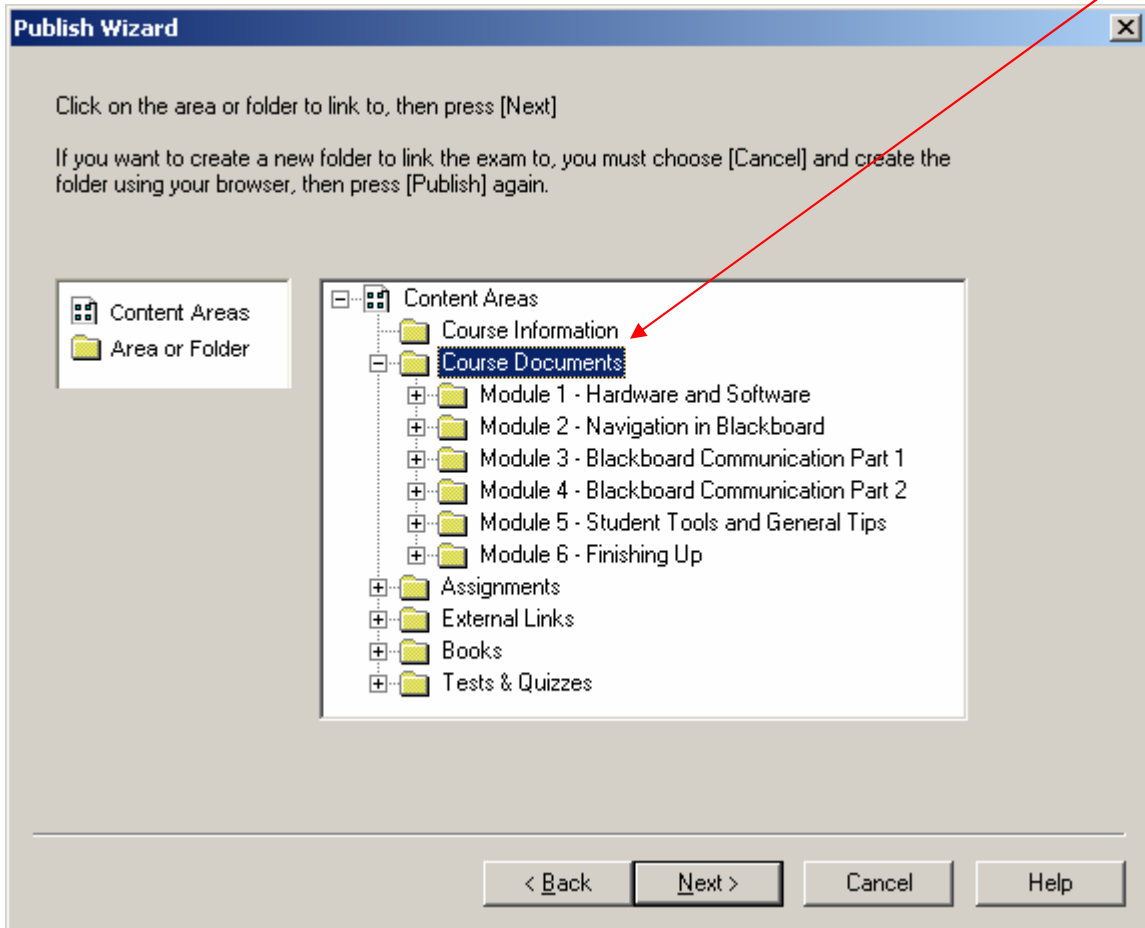 Publish Wizard
Click on the area or folder to link to, then press [Next]
If you want to create a new folder to link the exam to, you must choose [Cancel] and create the
folder using your browser, then press [Publish] again.
Content Areas
Area or Folder
Content Areas
Course Information
Course Documents
Module 1 - Hardware and Software
Module 2 - Navigation in Blackboard
Module 3 - Blackboard Communication Part 1
Module 4 - Blackboard Communication Part 2
Module 5 - Student Tools and General Tips
Module 6 - Finishing Up
Assignments
External Links
Books
Tests & Quizzes
< Back Next > Cancel Help